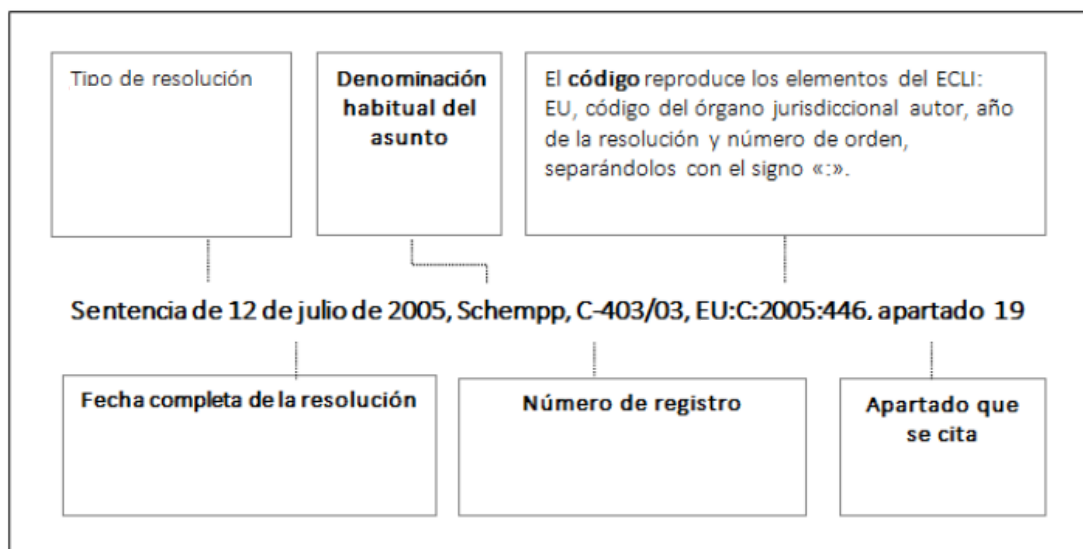 Tipo de resolución
Denominación
habitual del
asunto
El código reproduce los elementos del ECLI:
EU, código del órgano jurisdiccional autor, año
de la resolución y número de orden,
separándolos con el signo «:».
Sentencia de 12 de julio de 2005, Schempp, C-403/03, EU:C:2005:446, apartado 19
Fecha completa de la resolución
Número de registro
Apartado que
se cita